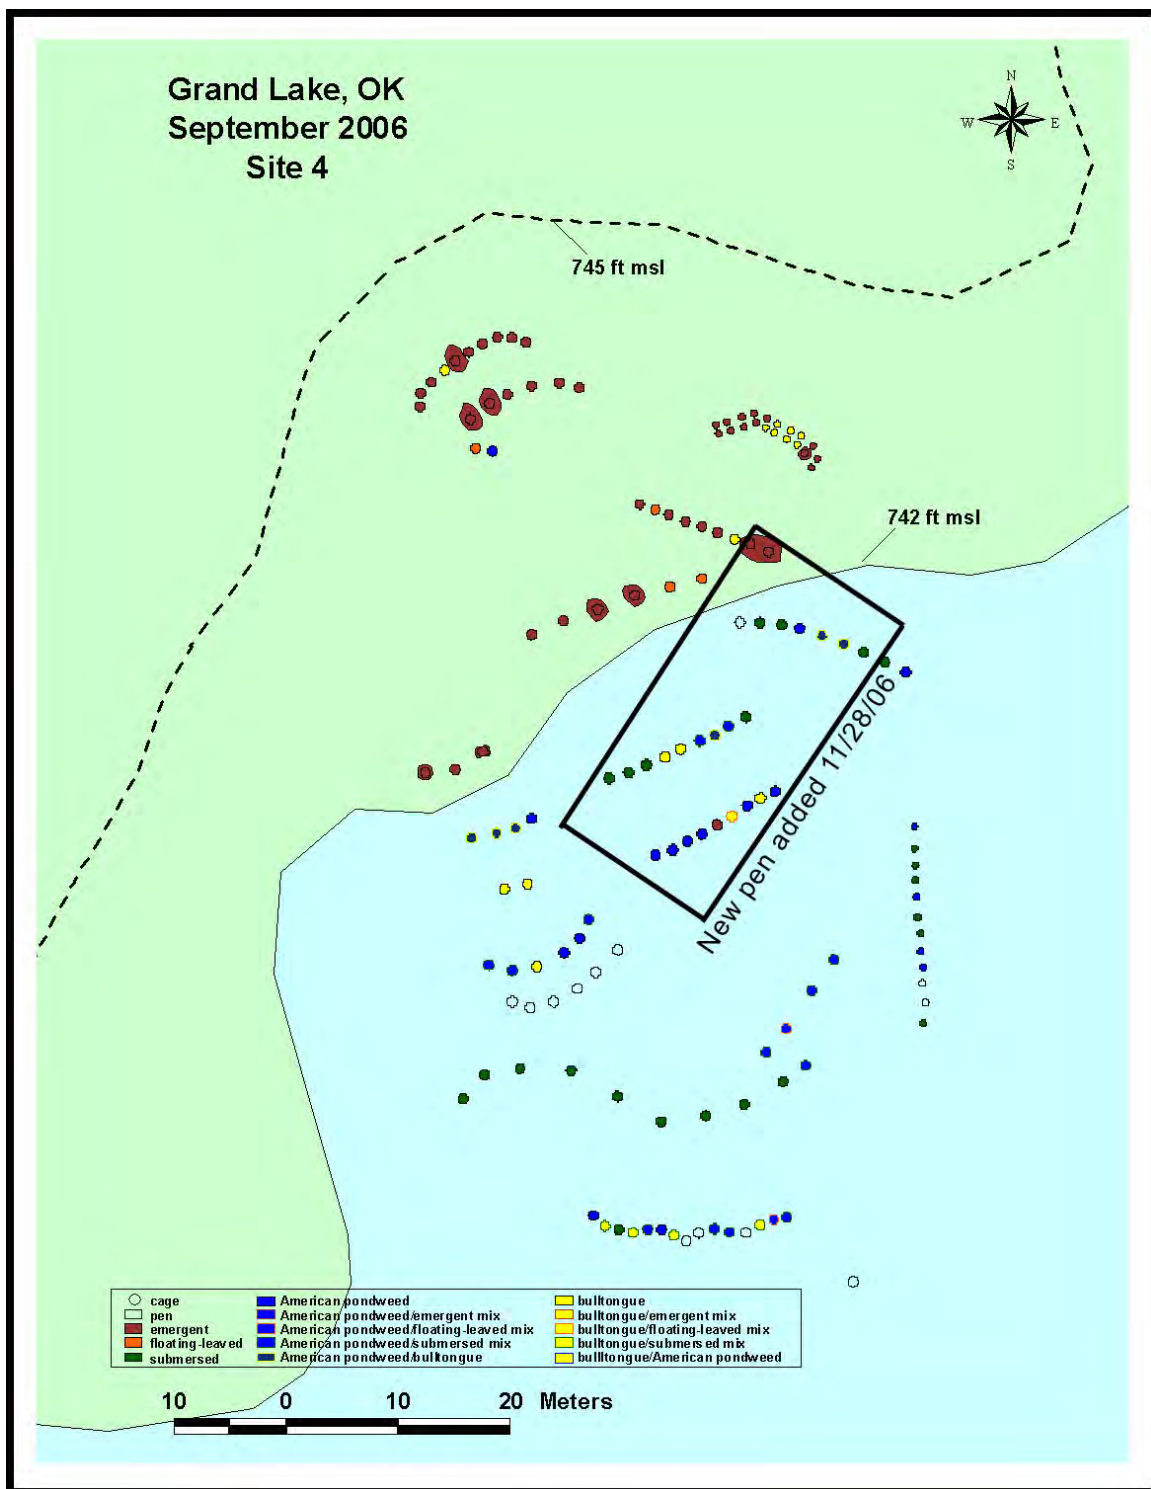 Grand Lake, OK
September 2006
Site 4
N
W
E
S
745 ft msl
742 ft msl
New pen added 11/28/06
cage
pen
emergent
floating-leaved
submersed
American pondweed
American pondweed/emergent mix
American pondweed/floating-leaved mix
American pondweed/submersed mix
American pondweed/bulltongue
bulltongue
bulltongue/emergent mix
bulltongue/floating-leaved mix
bulltongue/submersed mix
bullltongue/American pondweed
10 0 10 20 Meters